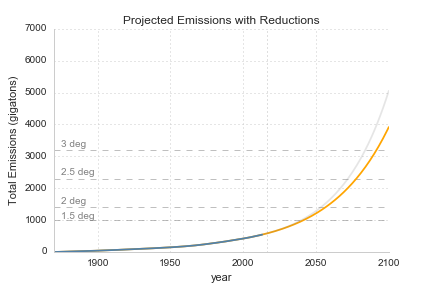 Projected Emissions with Reductions
Total Emissions (gigatons)
7000
6000
5000
4000
3000
2000
1000
0
3 deg
2.5 deg
2 deg
1.5 deg
1900
1950
2000
2050
2100
year